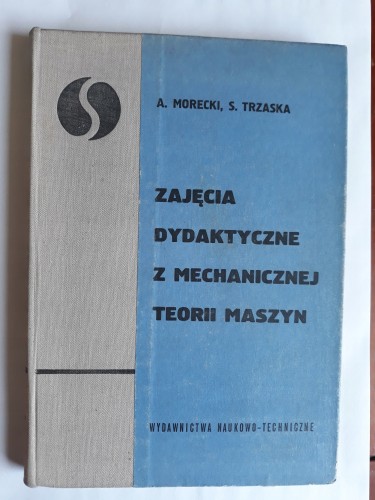 A. MORECKI, S. TRZASKA
ZAJĘCIA
DYDAKTYCZNE
Z MECHANICZNEJ
TEORII MASZYN
WYDAWNICTWA NAUKOWO-TECHNICZNE